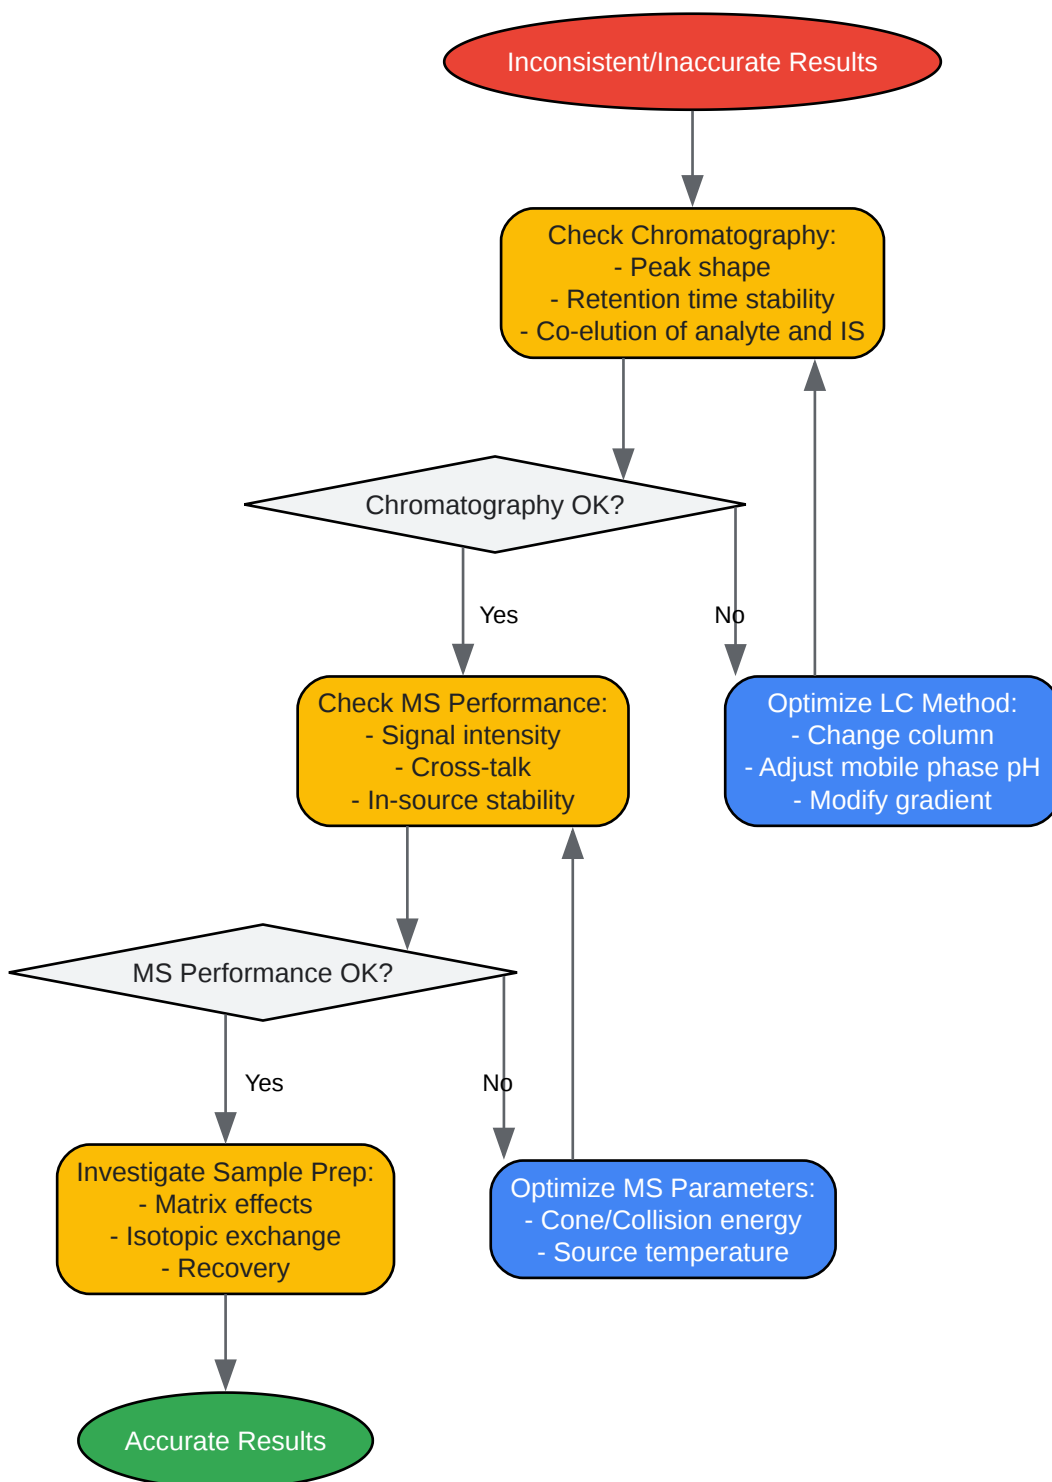 Inconsistent/Inaccurate Results
Check Chromatography:
- Peak shape
- Retention time stability
- Co-elution of analyte and IS
Chromatography OK?
Yes
No
Check MS Performance:
- Signal intensity
- Cross-talk
- In-source stability
Optimize LC Method:
- Change column
- Adjust mobile phase pH
- Modify gradient
MS Performance OK?
Yes
No
Investigate Sample Prep:
- Matrix effects
- Isotopic exchange
- Recovery
Optimize MS Parameters:
- Cone/Collision energy
- Source temperature
Accurate Results